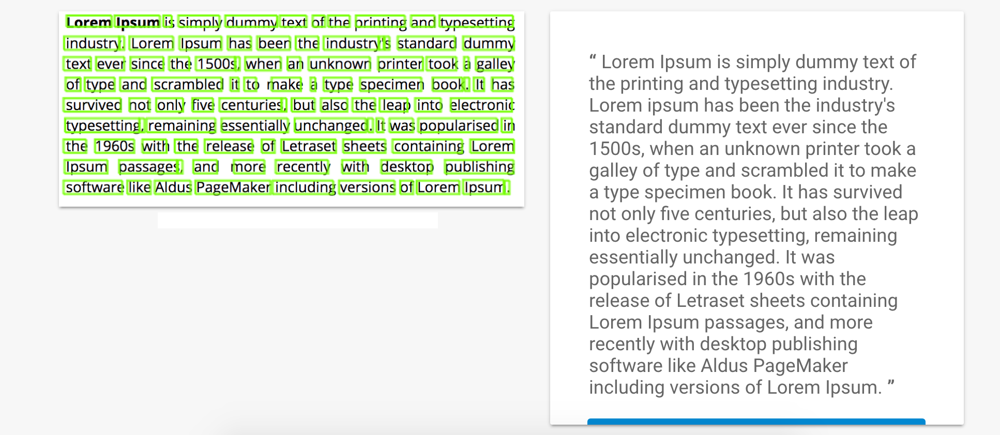 Lorem Ipsum is simply dummy text of the printing and typesetting
industry. Lorem Ipsum has been the industry's standard dummy
text ever since the 1500s, when an unknown printer took a galley
of type and scrambled it to make a type specimen book. It has
survived not only five centuries, but also the leap into electronic
typesetting, remaining essentially unchanged. It was popularised in
the 1960s with the release of Letraset sheets containing Lorem
Ipsum passages, and more recently with desktop publishing
software like Aldus PageMaker including versions of Lorem Ipsum.
“ Lorem Ipsum is simply dummy text of
the printing and typesetting industry.
Lorem ipsum has been the industry's
standard dummy text ever since the
1500s, when an unknown printer took a
galley of type and scrambled it to make
a type specimen book. It has survived
not only five centuries, but also the leap
into electronic typesetting, remaining
essentially unchanged. It was
popularised in the 1960s with the
release of Letraset sheets containing
Lorem Ipsum passages, and more
recently with desktop publishing
software like Aldus PageMaker
including versions of Lorem Ipsum. ”